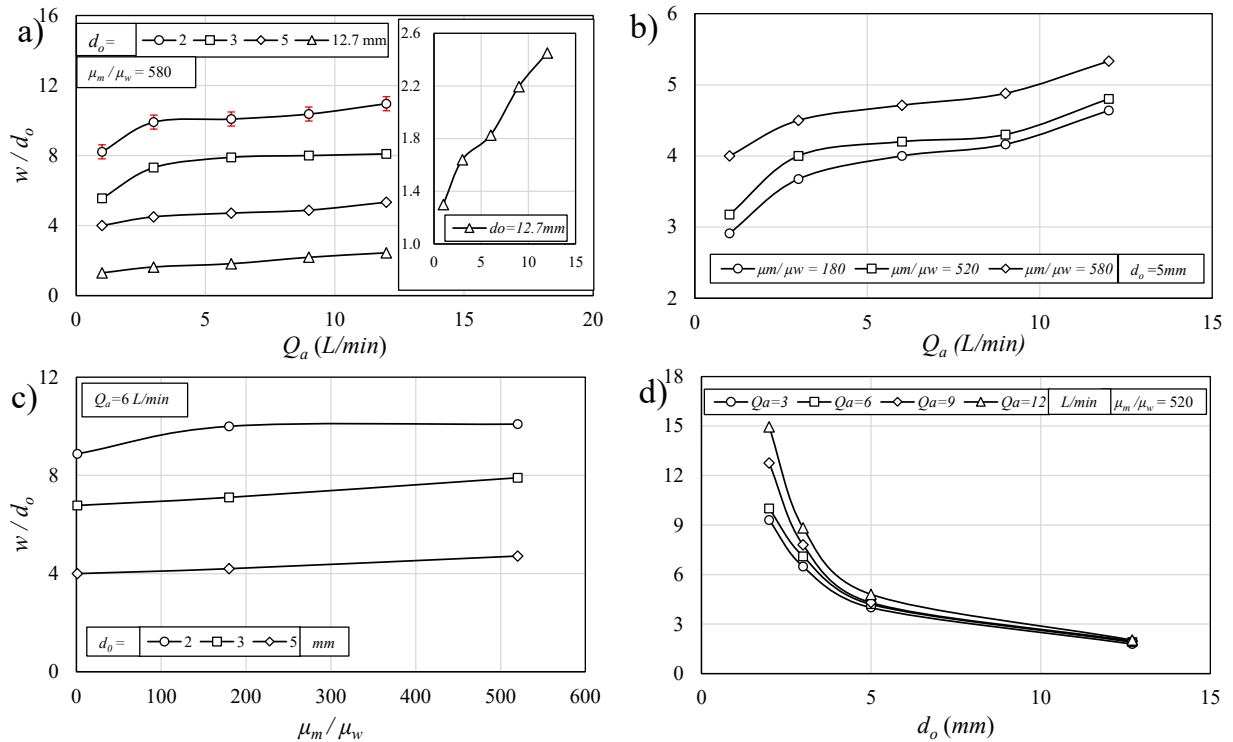 a)
d_o = 2 3 5 12.7 mm
μ_m / μ_w = 580
w / d_o
16
12
8
4
0
0 5 10 15 20
Q_a (L/min)
2.6
2.2
1.8
1.4
1.0
do=12.7mm
0 5 10 15
b)
6
5
4
3
2
μm/μw = 180 μm/μw = 520 μm/μw = 580 d_o =5mm
0 5 10 15
Q_a (L/min)
c)
Q_a=6 L/min
w / d_o
12
8
4
0
d_0 = 2 3 5 mm
0 100 200 300 400 500 600
μ_m / μ_w
d)
Qa=3 Qa=6 Qa=9 Qa=12 L/min μ_m / μ_w = 520
18
15
12
9
6
3
0
0 5 10 15
d_o (mm)